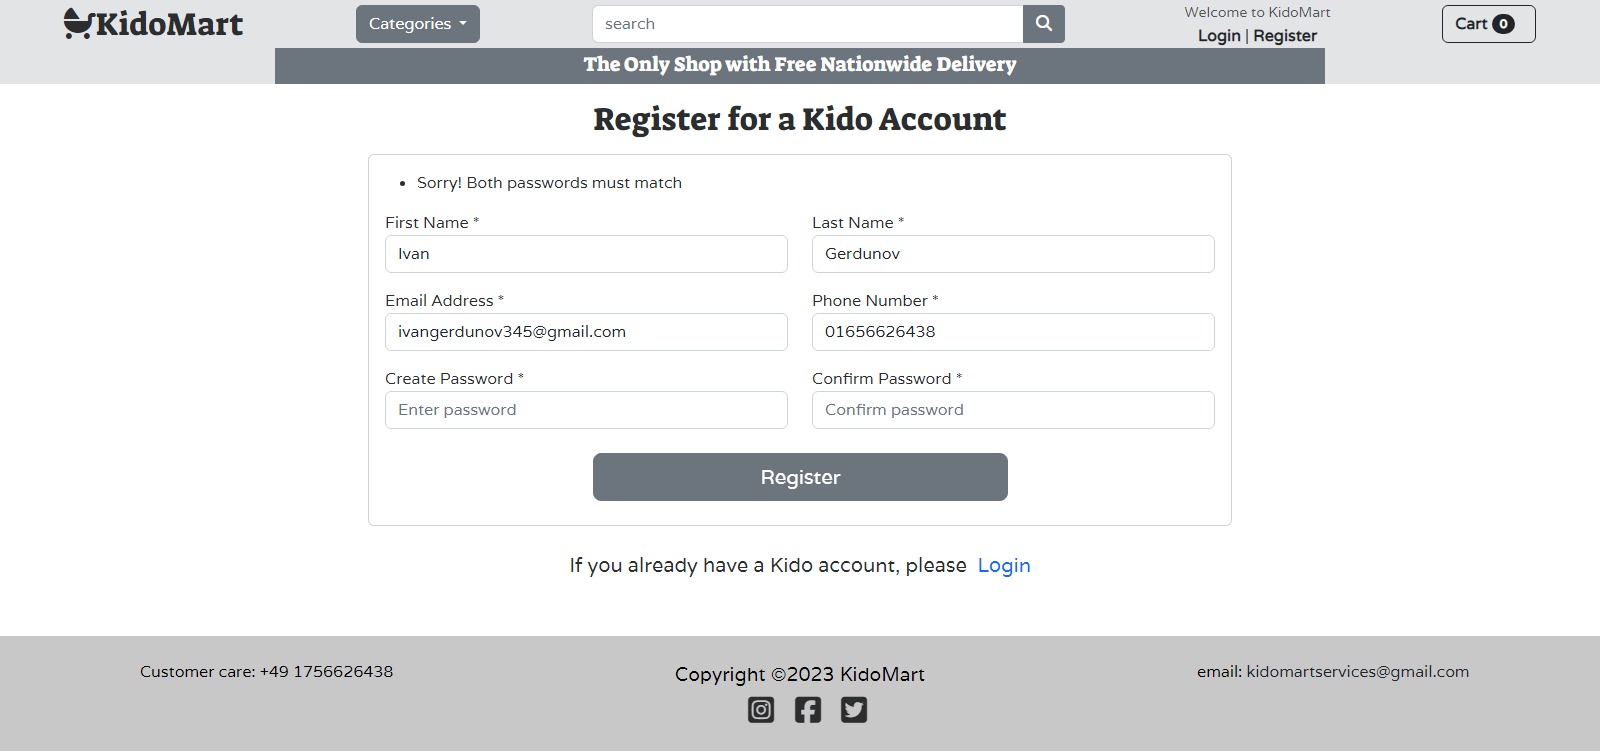 KidoMart
Categories
search
Welcome to KidoMart
Login | Register
Cart 0
The Only Shop with Free Nationwide Delivery
Register for a Kido Account
• Sorry! Both passwords must match
First Name *
Last Name *
Ivan
Gerdunov
Email Address *
Phone Number *
ivangerdunov345@gmail.com
01656626438
Create Password *
Confirm Password *
Enter password
Confirm password
Register
If you already have a Kido account, please Login
Customer care: +49 1756626438
Copyright ©2023 KidoMart
email: kidomartservices@gmail.com